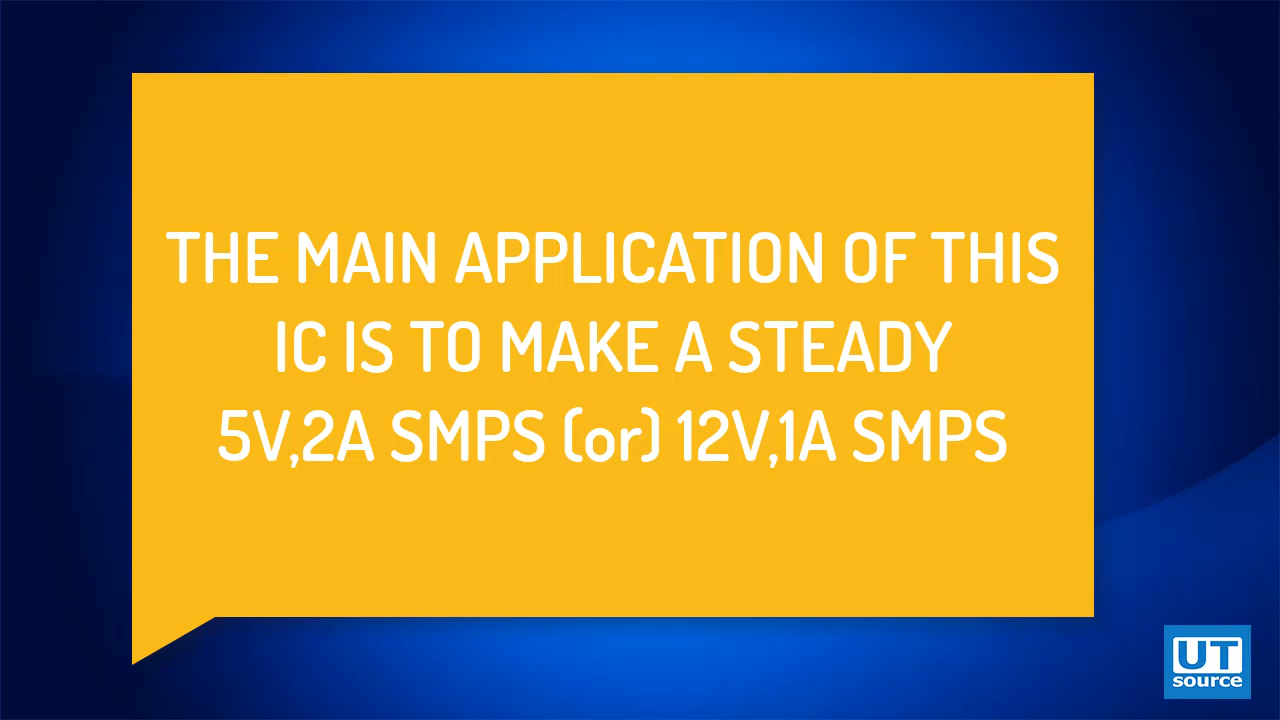 THE MAIN APPLICATION OF THIS
IC IS TO MAKE A STEADY
5V,2A SMPS (or) 12V,1A SMPS
UT
source